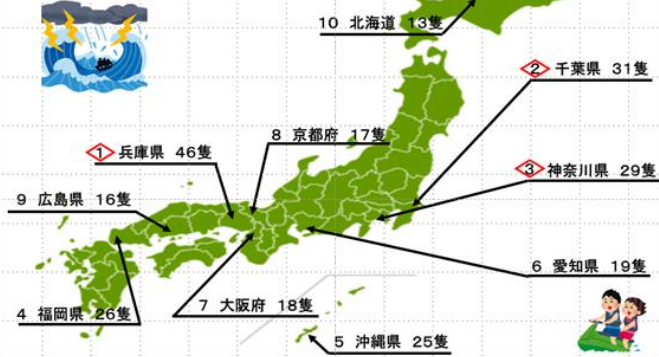 10 北海道 13隻
2 千葉県 31隻
8 京都府 17隻
1 兵庫県 46隻
3 神奈川県 29隻
9 広島県 16隻
6 愛知県 19隻
7 大阪府 18隻
4 福岡県 26隻
5 沖縄県 25隻